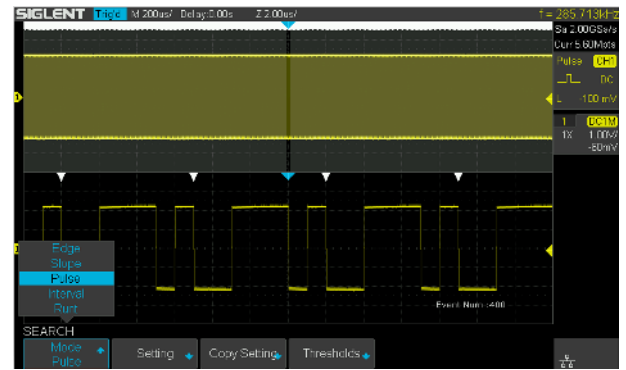 SIGLENT Trig'd M 200us/ Delay:0.00s Z 2.00us/ f = 285.713kHz
Sa 2.00GSa/s
Curr 5.60Mpts
Pulse CH1
DC
L -100 mV
1 DC1M
1X 1.00V/
-80mV
Edge
Slope
Pulse
Interval
Runt
Event Num :400
SEARCH
Mode
Pulse
Setting
Copy Setting
Thresholds